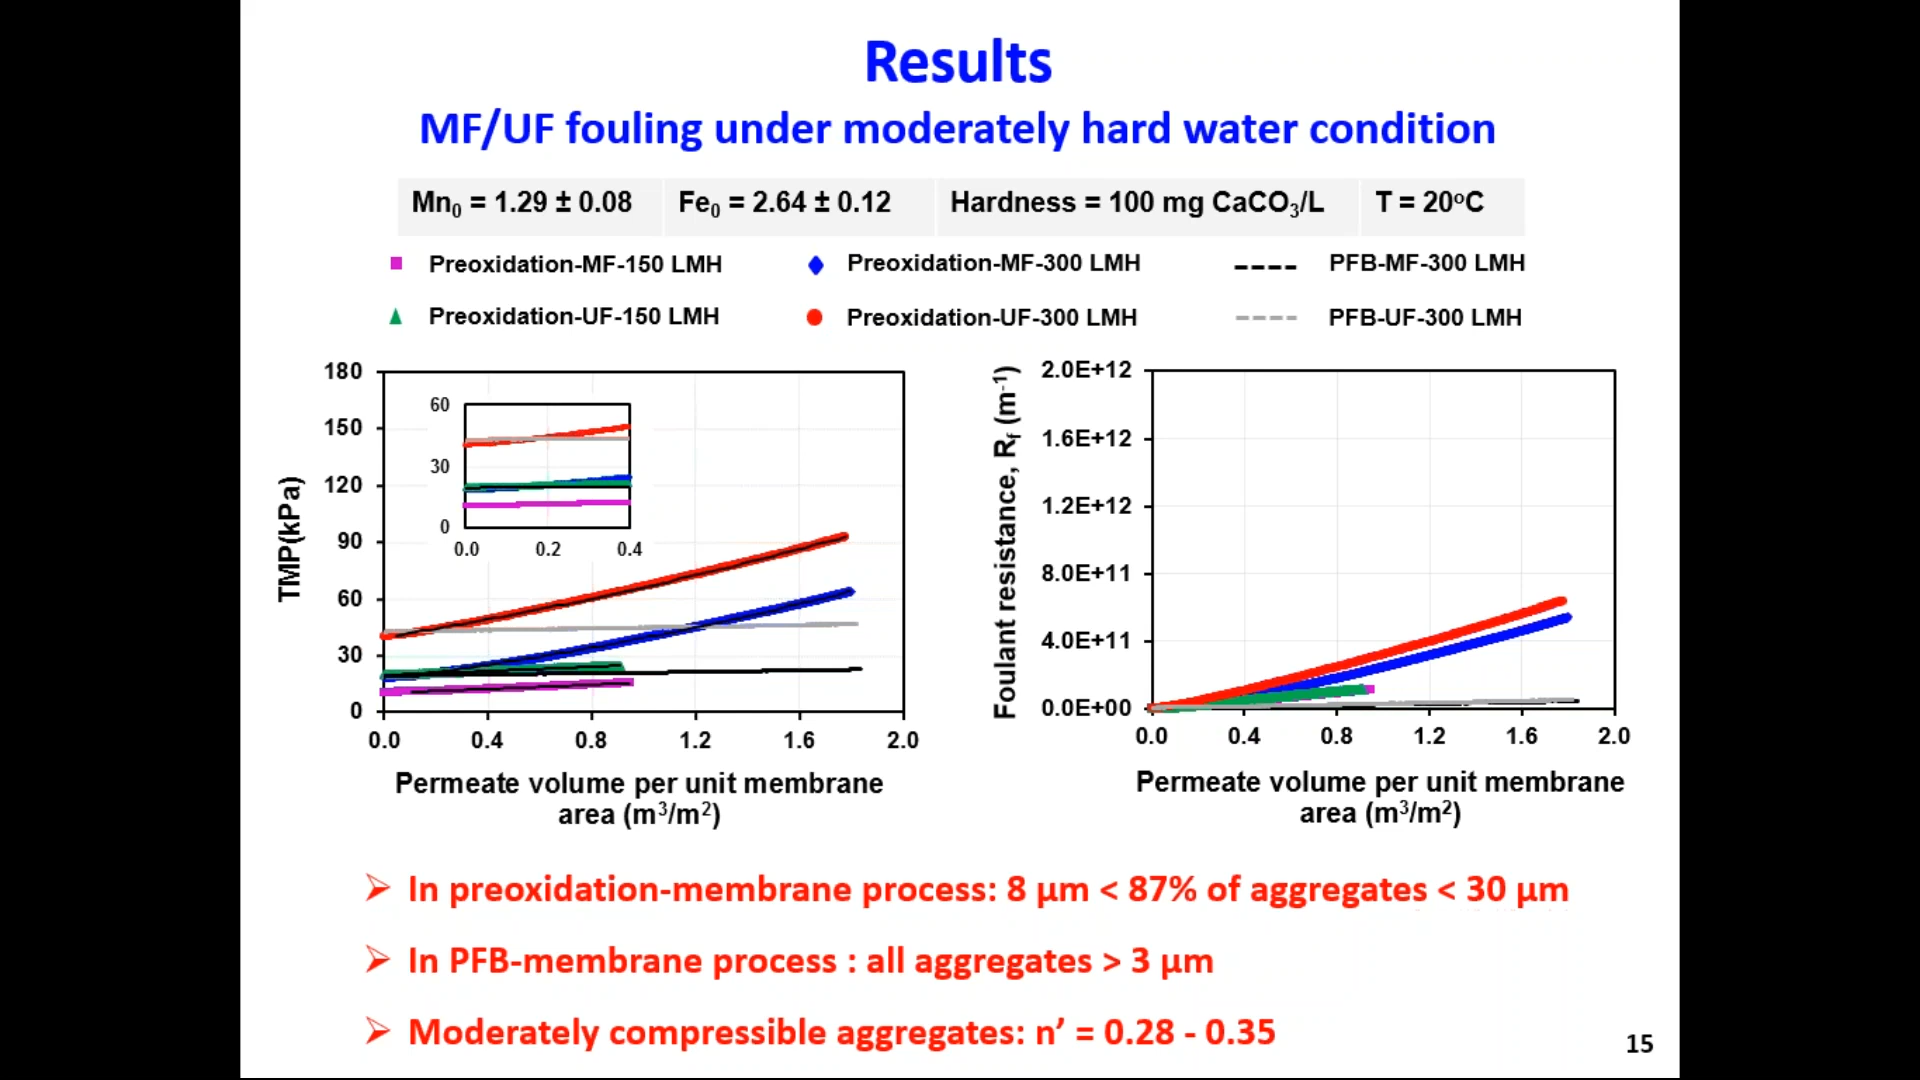 Results
MF/UF fouling under moderately hard water condition
Mn₀ = 1.29 ± 0.08 Fe₀ = 2.64 ± 0.12 Hardness = 100 mg CaCO₃/L T = 20°C
Preoxidation-MF-150 LMH Preoxidation-MF-300 LMH PFB-MF-300 LMH
Preoxidation-UF-150 LMH Preoxidation-UF-300 LMH PFB-UF-300 LMH
TMP(kPa)
180
150
120
90
60
30
0
0.0 0.4 0.8 1.2 1.6 2.0
60
30
0
0.0 0.2 0.4
Permeate volume per unit membrane
area (m³/m²)
Foulant resistance, R_f (m⁻¹)
2.0E+12
1.6E+12
1.2E+12
8.0E+11
4.0E+11
0.0E+00
0.0 0.4 0.8 1.2 1.6 2.0
Permeate volume per unit membrane
area (m³/m²)
➢ In preoxidation-membrane process: 8 µm < 87% of aggregates < 30 µm
➢ In PFB-membrane process : all aggregates > 3 µm
➢ Moderately compressible aggregates: n’ = 0.28 - 0.35
15